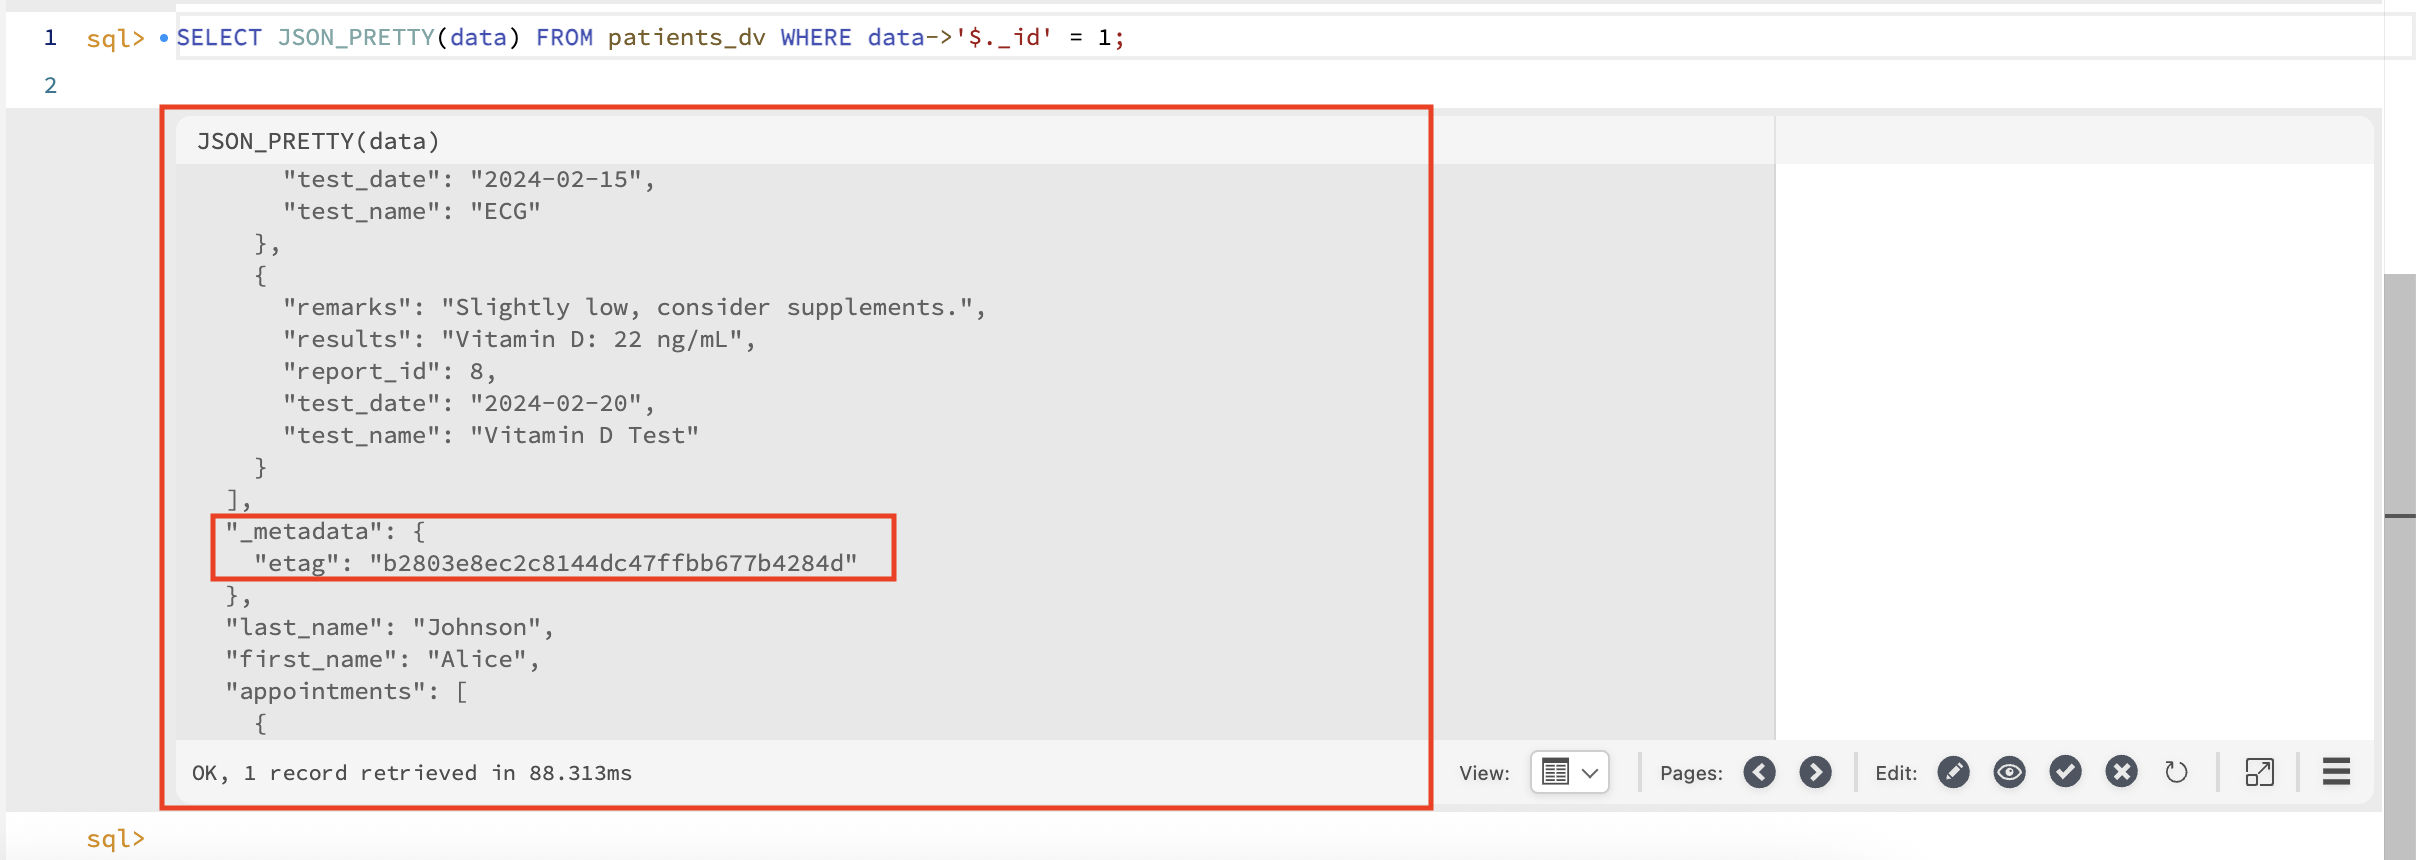 1 sql> SELECT JSON_PRETTY(data) FROM patients_dv WHERE data->'$._id' = 1;
2
JSON_PRETTY(data)
"test_date": "2024-02-15",
"test_name": "ECG"
},
{
"remarks": "Slightly low, consider supplements.",
"results": "Vitamin D: 22 ng/mL",
"report_id": 8,
"test_date": "2024-02-20",
"test_name": "Vitamin D Test"
}
],
"_metadata": {
"etag": "b2803e8ec2c8144dc47ffbb677b4284d"
},
"last_name": "Johnson",
"first_name": "Alice",
"appointments": [
{
OK, 1 record retrieved in 88.313ms
View: Pages: Edit:
sql>